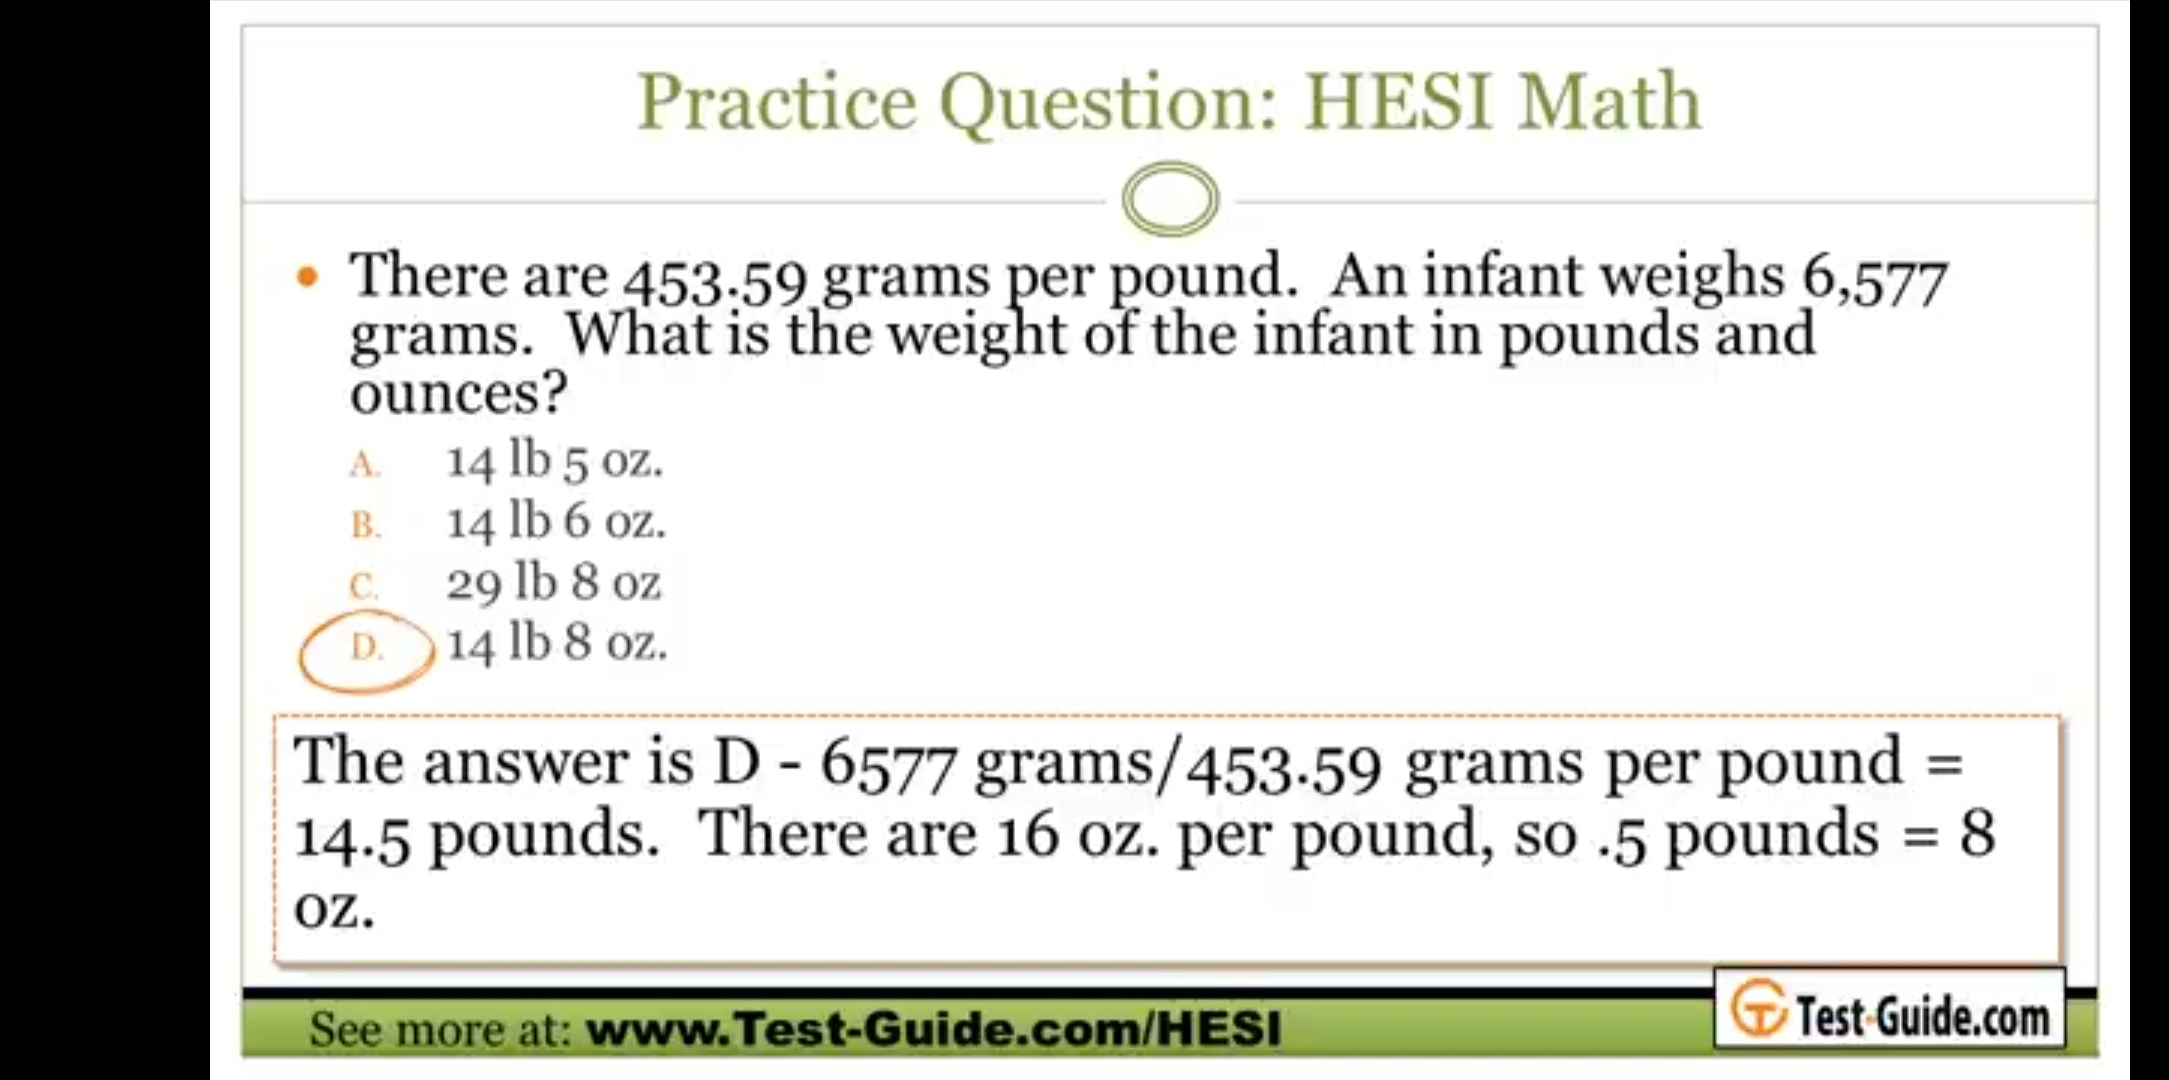 Practice Question: HESI Math
• There are 453.59 grams per pound. An infant weighs 6,577
grams. What is the weight of the infant in pounds and
ounces?
A. 14 lb 5 oz.
B. 14 lb 6 oz.
C. 29 lb 8 oz
D. 14 lb 8 oz.
The answer is D - 6577 grams/453.59 grams per pound =
14.5 pounds. There are 16 oz. per pound, so .5 pounds = 8
oz.
See more at: www.Test-Guide.com/HESI
Test-Guide.com